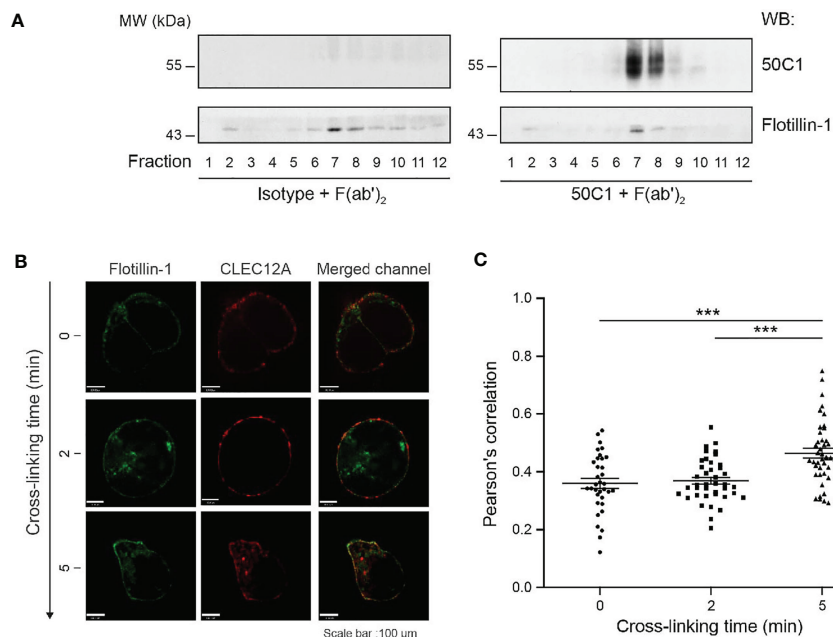 A
MW (kDa)
WB:
55
55
50C1
43
43
Flotillin-1
Fraction 1 2 3 4 5 6 7 8 9 10 11 12
1 2 3 4 5 6 7 8 9 10 11 12
Isotype + F(ab')₂
50C1 + F(ab')₂
B
Flotillin-1 CLEC12A Merged channel
Cross-linking time (min)
0
2
5
Scale bar :100 um
C
***
***
Pearson's correlation
1.0
0.8
0.6
0.4
0.2
0.0
0 2 5
Cross-linking time (min)